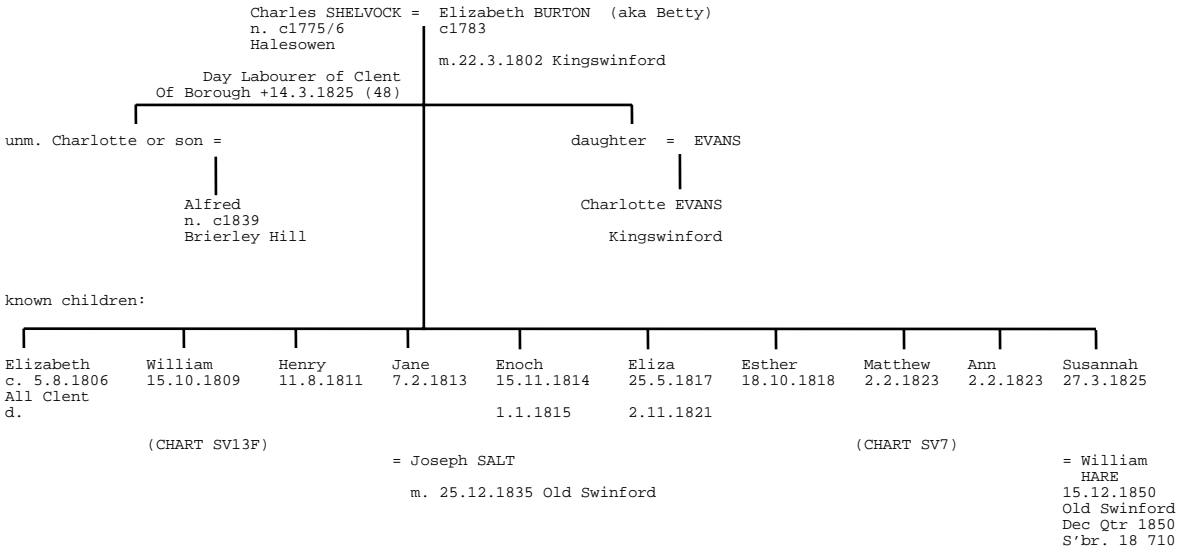 Charles SHELVOCK = Elizabeth BURTON (aka Betty)
n. c1775/6 c1783
Halesowen
m.22.3.1802 Kingswinford
Day Labourer of Clent
Of Borough +14.3.1825 (48)
unm. Charlotte or son = daughter = EVANS
Alfred Charlotte EVANS
n. c1839
Brierley Hill Kingswinford
known children:
Elizabeth William Henry Jane Enoch Eliza Esther Matthew Ann Susannah
c. 5.8.1806 15.10.1809 11.8.1811 7.2.1813 15.11.1814 25.5.1817 18.10.1818 2.2.1823 2.2.1823 27.3.1825
All Clent
d. 1.1.1815 2.11.1821
(CHART SV13F) (CHART SV7)
= Joseph SALT = William
HARE
m. 25.12.1835 Old Swinford 15.12.1850
Old Swinford
Dec Qtr 1850
S'br. 18 710